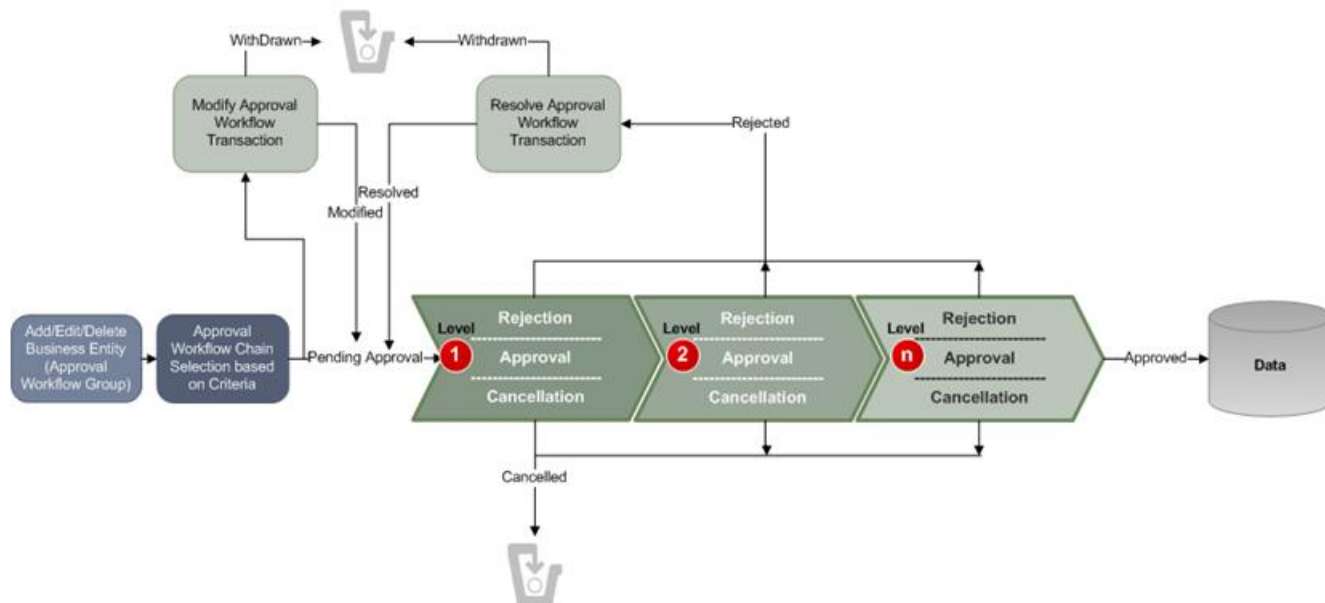 WithDrawn
Withdrawn
Modify Approval
Workflow
Transaction
Resolve Approval
Workflow
Transaction
Rejected
Resolved
Modified
Add/Edit/Delete
Business Entity
(Approval
Workflow Group)
Approval
Workflow Chain
Selection based
on Criteria
Pending Approval
Level
1
Rejection
Approval
Cancellation
Level
2
Rejection
Approval
Cancellation
Level
n
Rejection
Approval
Cancellation
Approved
Data
Cancelled